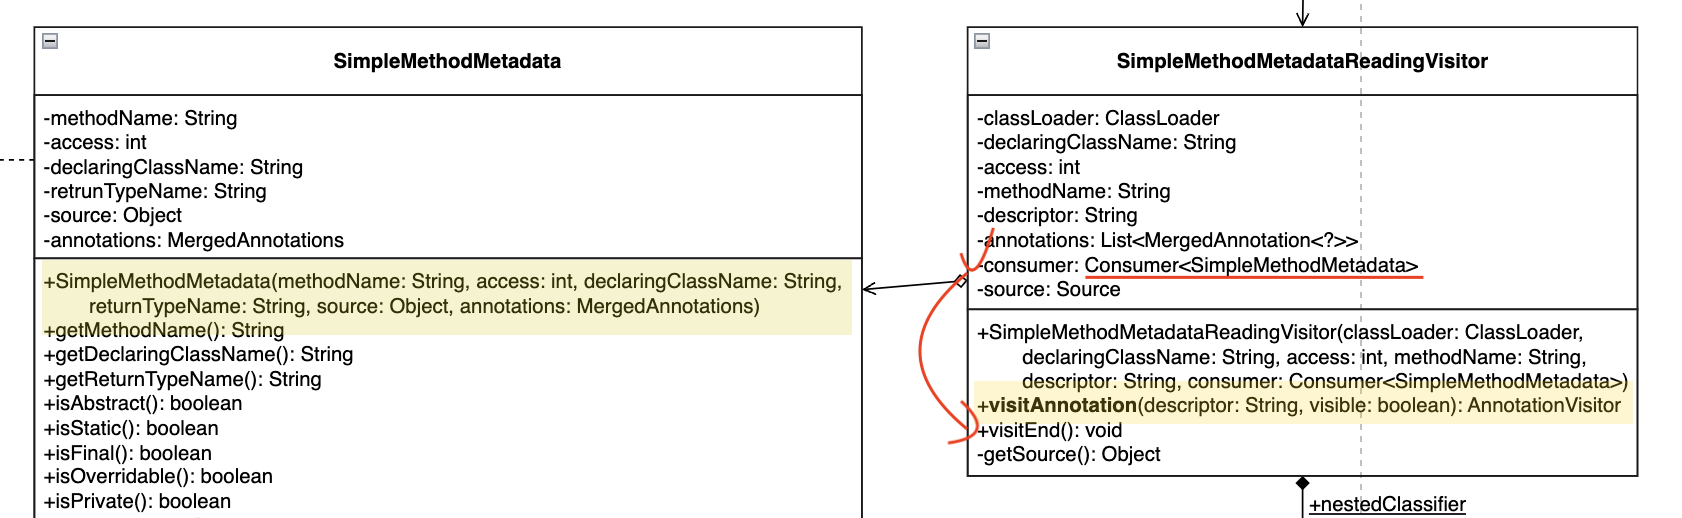 SimpleMethodMetadata
-methodName: String
-access: int
-declaringClassName: String
-retrunTypeName: String
-source: Object
-annotations: MergedAnnotations
+SimpleMethodMetadata(methodName: String, access: int, declaringClassName: String,
returnTypeName: String, source: Object, annotations: MergedAnnotations)
+getMethodName(): String
+getDeclaringClassName(): String
+getReturnTypeName(): String
+isAbstract(): boolean
+isStatic(): boolean
+isFinal(): boolean
+isOverridable(): boolean
+isPrivate(): boolean
SimpleMethodMetadataReadingVisitor
-classLoader: ClassLoader
-declaringClassName: String
-access: int
-methodName: String
-descriptor: String
-annotations: List<MergedAnnotation<?>>
-consumer: Consumer<SimpleMethodMetadata>
-source: Source
+SimpleMethodMetadataReadingVisitor(classLoader: ClassLoader,
declaringClassName: String, access: int, methodName: String,
descriptor: String, consumer: Consumer<SimpleMethodMetadata>)
+visitAnnotation(descriptor: String, visible: boolean): AnnotationVisitor
+visitEnd(): void
-getSource(): Object
+nestedClassifier